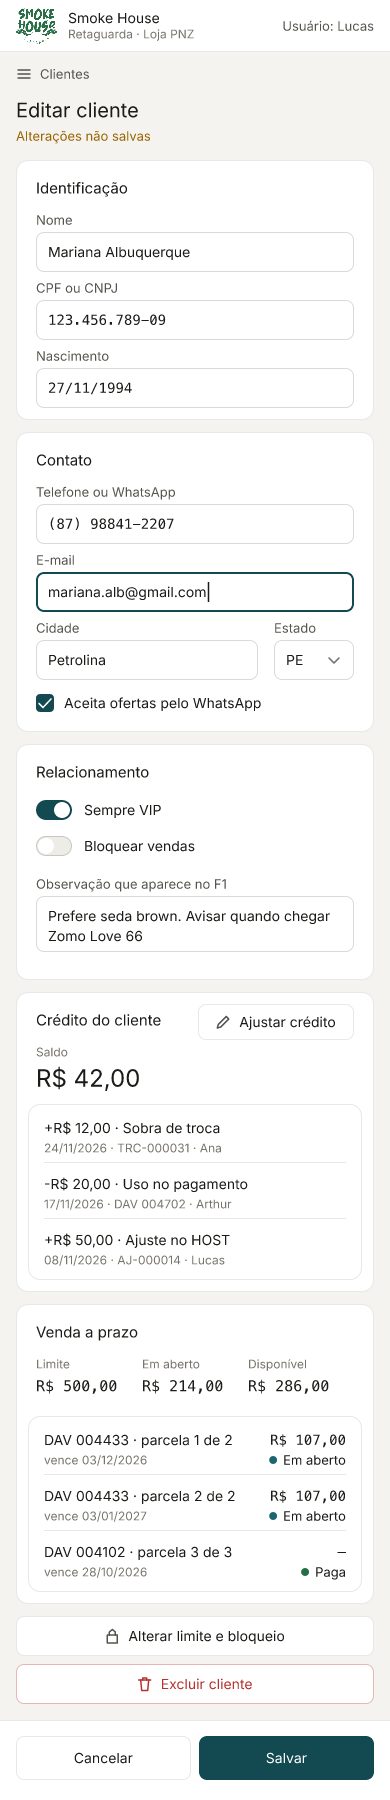 SMOKE
HOUSE
Smoke House
Retaguarda · Loja PNZ
Usuário: Lucas
Clientes
Editar cliente
Alterações não salvas
Identificação
Nome
Mariana Albuquerque
CPF ou CNPJ
123.456.789-09
Nascimento
27/11/1994
Contato
Telefone ou WhatsApp
(87) 98841-2207
E-mail
mariana.alb@gmail.com
Cidade
Estado
Petrolina
PE
Aceita ofertas pelo WhatsApp
Relacionamento
Sempre VIP
Bloquear vendas
Observação que aparece no F1
Prefere seda brown. Avisar quando chegar
Zomo Love 66
Crédito do cliente
Ajustar crédito
Saldo
R$ 42,00
+R$ 12,00 · Sobra de troca
24/11/2026 · TRC-000031 · Ana
-R$ 20,00 · Uso no pagamento
17/11/2026 · DAV 004702 · Arthur
+R$ 50,00 · Ajuste no HOST
08/11/2026 · AJ-000014 · Lucas
Venda a prazo
Limite
Em aberto
Disponível
R$ 500,00
R$ 214,00
R$ 286,00
DAV 004433 · parcela 1 de 2
R$ 107,00
vence 03/12/2026
Em aberto
DAV 004433 · parcela 2 de 2
R$ 107,00
vence 03/01/2027
Em aberto
DAV 004102 · parcela 3 de 3
—
vence 28/10/2026
Paga
Alterar limite e bloqueio
Excluir cliente
Cancelar
Salvar